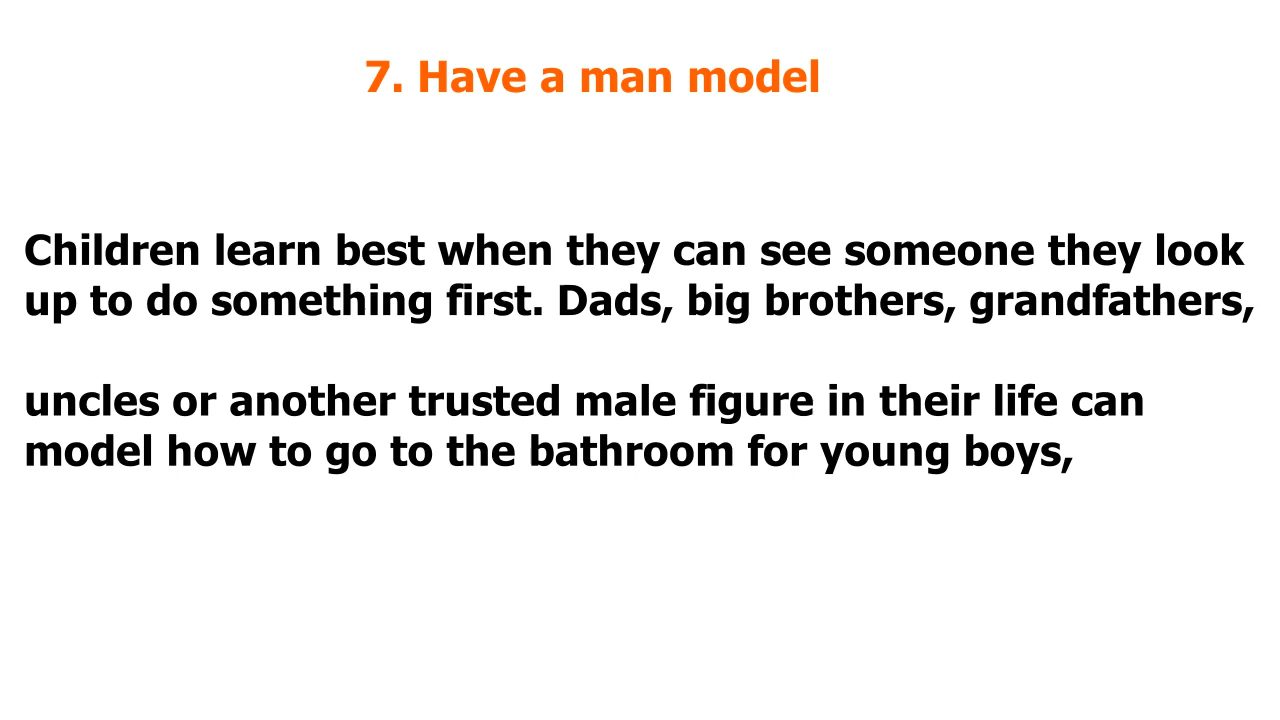 7. Have a man model
Children learn best when they can see someone they look
up to do something first. Dads, big brothers, grandfathers,
uncles or another trusted male figure in their life can
model how to go to the bathroom for young boys,